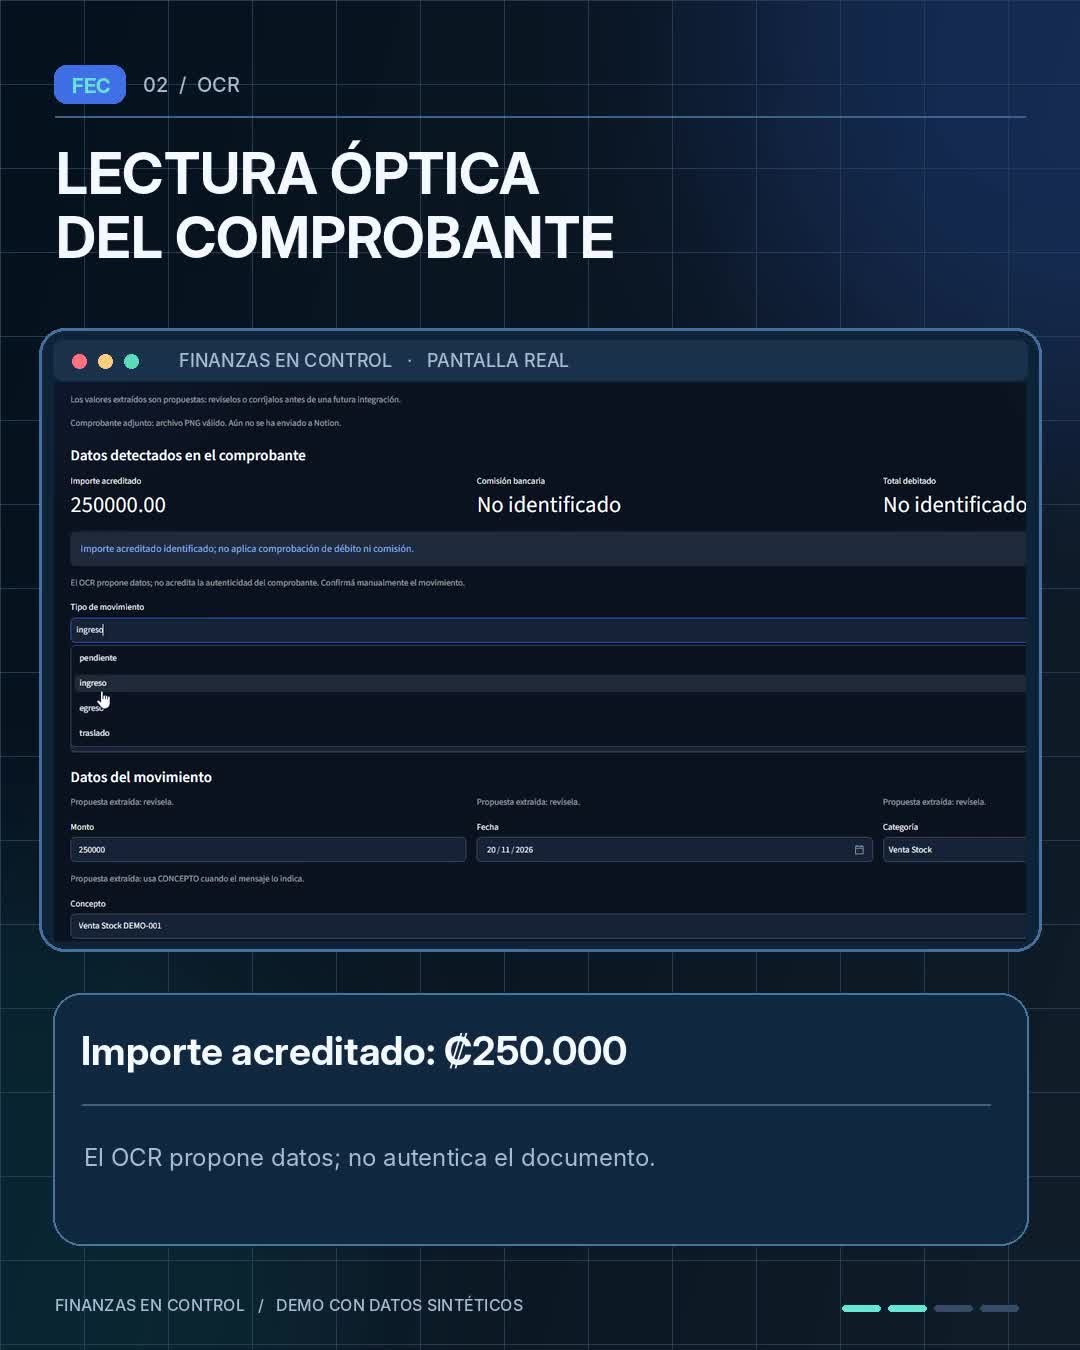 FEC 02 / OCR
LECTURA ÓPTICA
DEL COMPROBANTE
FINANZAS EN CONTROL · PANTALLA REAL
Los valores extraídos son propuestas: revíselos o corríjalos antes de una futura integración.
Comprobante adjunto: archivo PNG válido. Aún no se ha enviado a Notion.
Datos detectados en el comprobante
Importe acreditado Comisión bancaria Total debitado
250000.00 No identificado No identificado
Importe acreditado identificado; no aplica comprobación de débito ni comisión.
El OCR propone datos; no acredita la autenticidad del comprobante. Confirmá manualmente el movimiento.
Tipo de movimiento
ingreso
pendiente
ingreso
egreso
traslado
Datos del movimiento
Propuesta extraída: revísela. Propuesta extraída: revísela. Propuesta extraída: revísela.
Monto Fecha Categoría
250000 20/11/2026 Venta Stock
Propuesta extraída: usa CONCEPTO cuando el mensaje lo indica.
Concepto
Venta Stock DEMO-001
Importe acreditado: ₡250.000
El OCR propone datos; no autentica el documento.
FINANZAS EN CONTROL / DEMO CON DATOS SINTÉTICOS